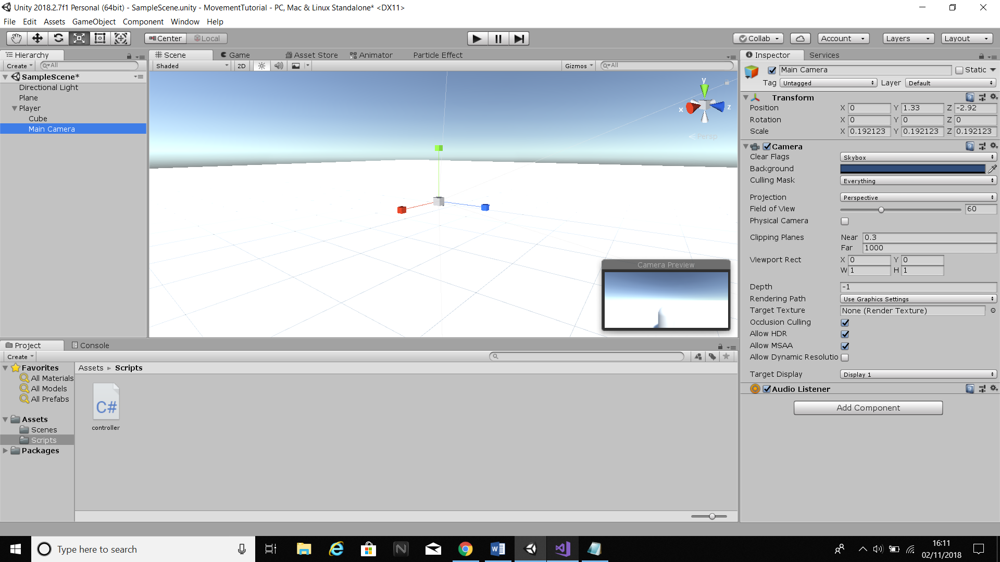 Unity 2018.2.7f1 Personal (64bit) - SampleScene.unity - MovementTutorial - PC, Mac & Linux Standalone* <DX11>
File Edit Assets GameObject Component Window Help
Center Local
Collab Account Layers Layout
Hierarchy
Create All
SampleScene*
Directional Light
Plane
Player
Cube
Main Camera
Scene Game Asset Store Animator Particle Effect
Shaded 2D Gizmos All
y
x
z
Persp
Camera Preview
Inspector Services
Main Camera Static
Tag Untagged Layer Default
Transform
Position X 0 Y 1.33 Z -2.92
Rotation X 0 Y 0 Z 0
Scale X 0.192123 Y 0.192123 Z 0.192123
Camera
Clear Flags Skybox
Background
Culling Mask Everything
Projection Perspective
Field of View 60
Physical Camera
Clipping Planes Near 0.3
Far 1000
Viewport Rect X 0 Y 0
W 1 H 1
Depth -1
Rendering Path Use Graphics Settings
Target Texture None (Render Texture)
Occlusion Culling
Allow HDR
Allow MSAA
Allow Dynamic Resolutio
Target Display Display 1
Audio Listener
Add Component
Project Console
Create
Favorites
All Materials
All Models
All Prefabs
Assets
Scenes
Scripts
Packages
Assets Scripts
C#
controller
Type here to search
16:11
02/11/2018